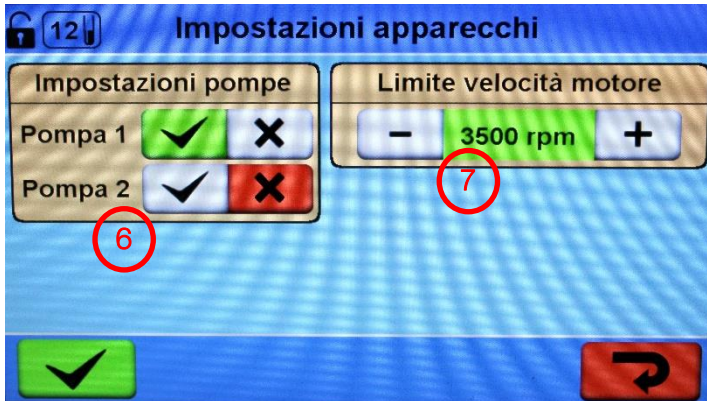 12
Impostazioni apparecchi
Impostazioni pompe
Pompa 1
Pompa 2
6
Limite velocità motore
3500 rpm
7